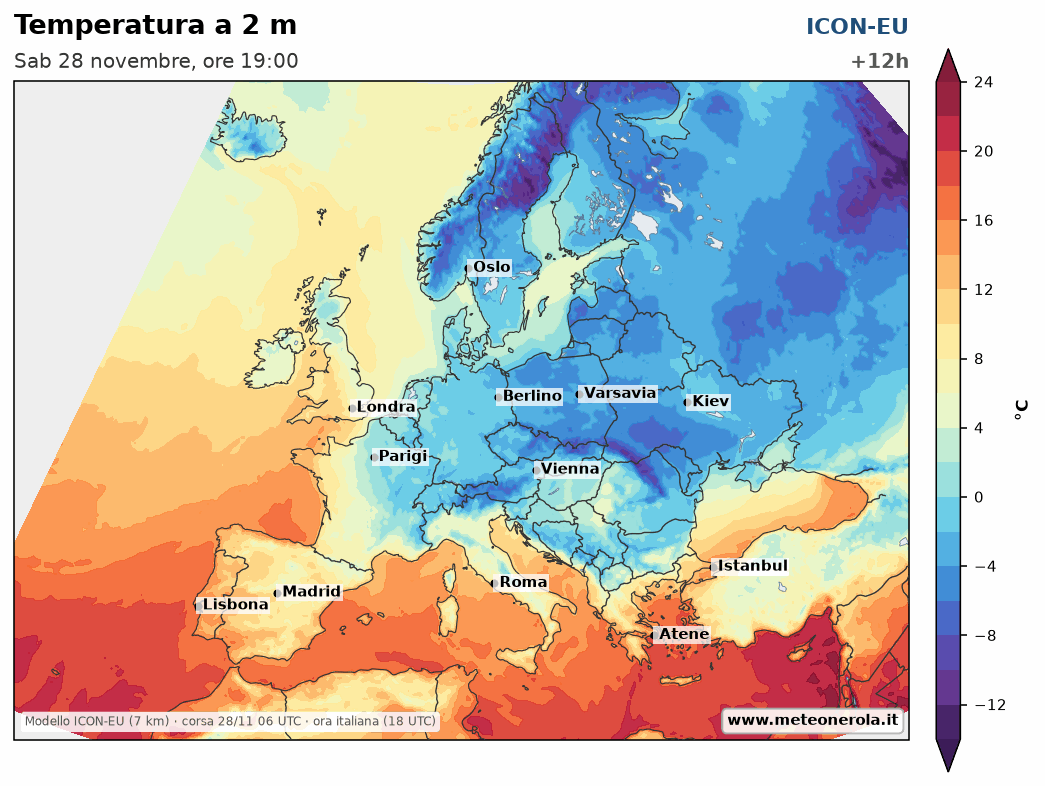 Temperatura a 2 m
ICON-EU
Sab 28 novembre, ore 19:00
+12h
24
20
16
12
8
4
0
−4
−8
−12
°C
Oslo
Berlino
Varsavia
Kiev
Londra
Parigi
Vienna
Istanbul
Roma
Madrid
Lisbona
Atene
Modello ICON-EU (7 km) · corsa 28/11 06 UTC · ora italiana (18 UTC)
www.meteonerola.it